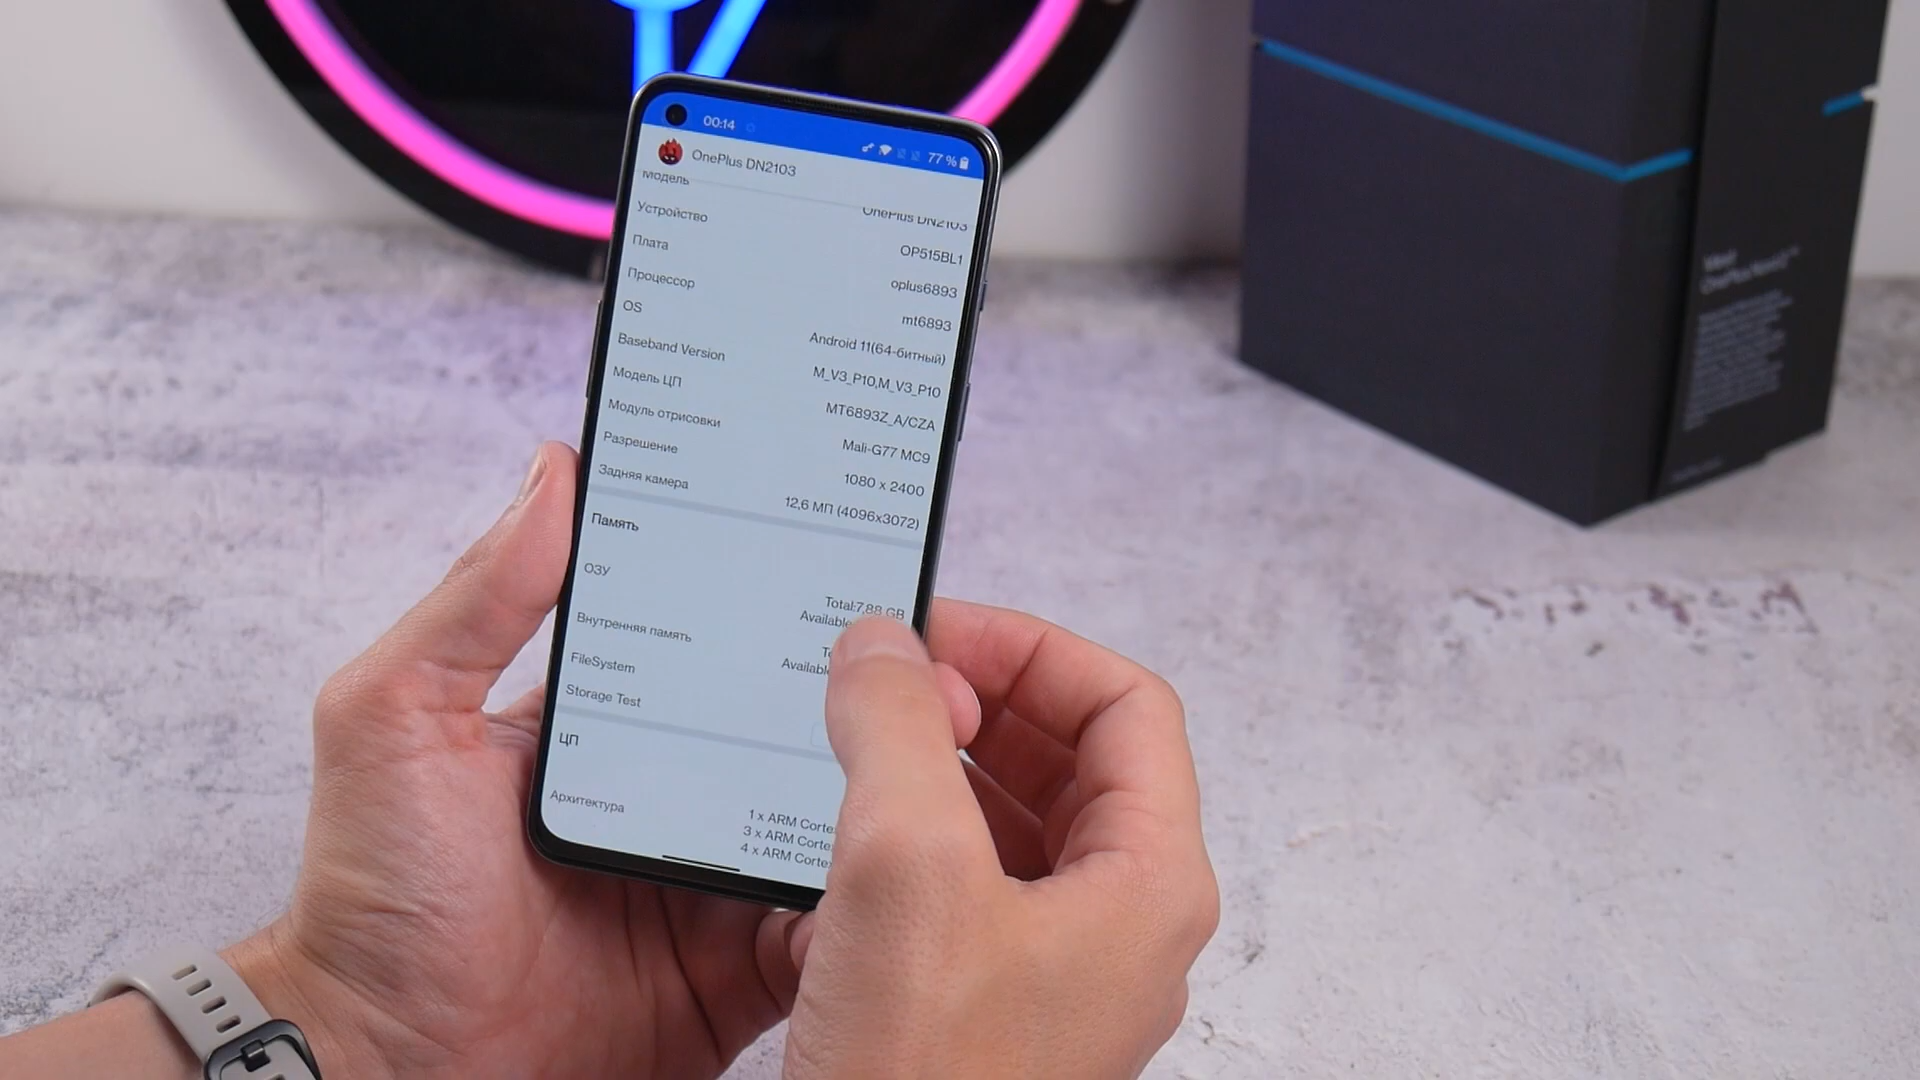 00:14
77 %
OnePlus DN2103
Модель
OnePlus DN2103
Устройство
OP515BL1
Плата
oplus6893
Процессор
mt6893
OS
Android 11(64-битный)
Baseband Version
M_V3_P10,M_V3_P10
Модель ЦП
MT6893Z_A/CZA
Модуль отрисовки
Mali-G77 MC9
Разрешение
1080 x 2400
Задняя камера
12,6 МП (4096x3072)
Память
ОЗУ
Total:7,88 GB
Available
Внутренняя память
Available
FileSystem
Storage Test
ЦП
Архитектура
1 x ARM
3 x ARM
4 x ARM